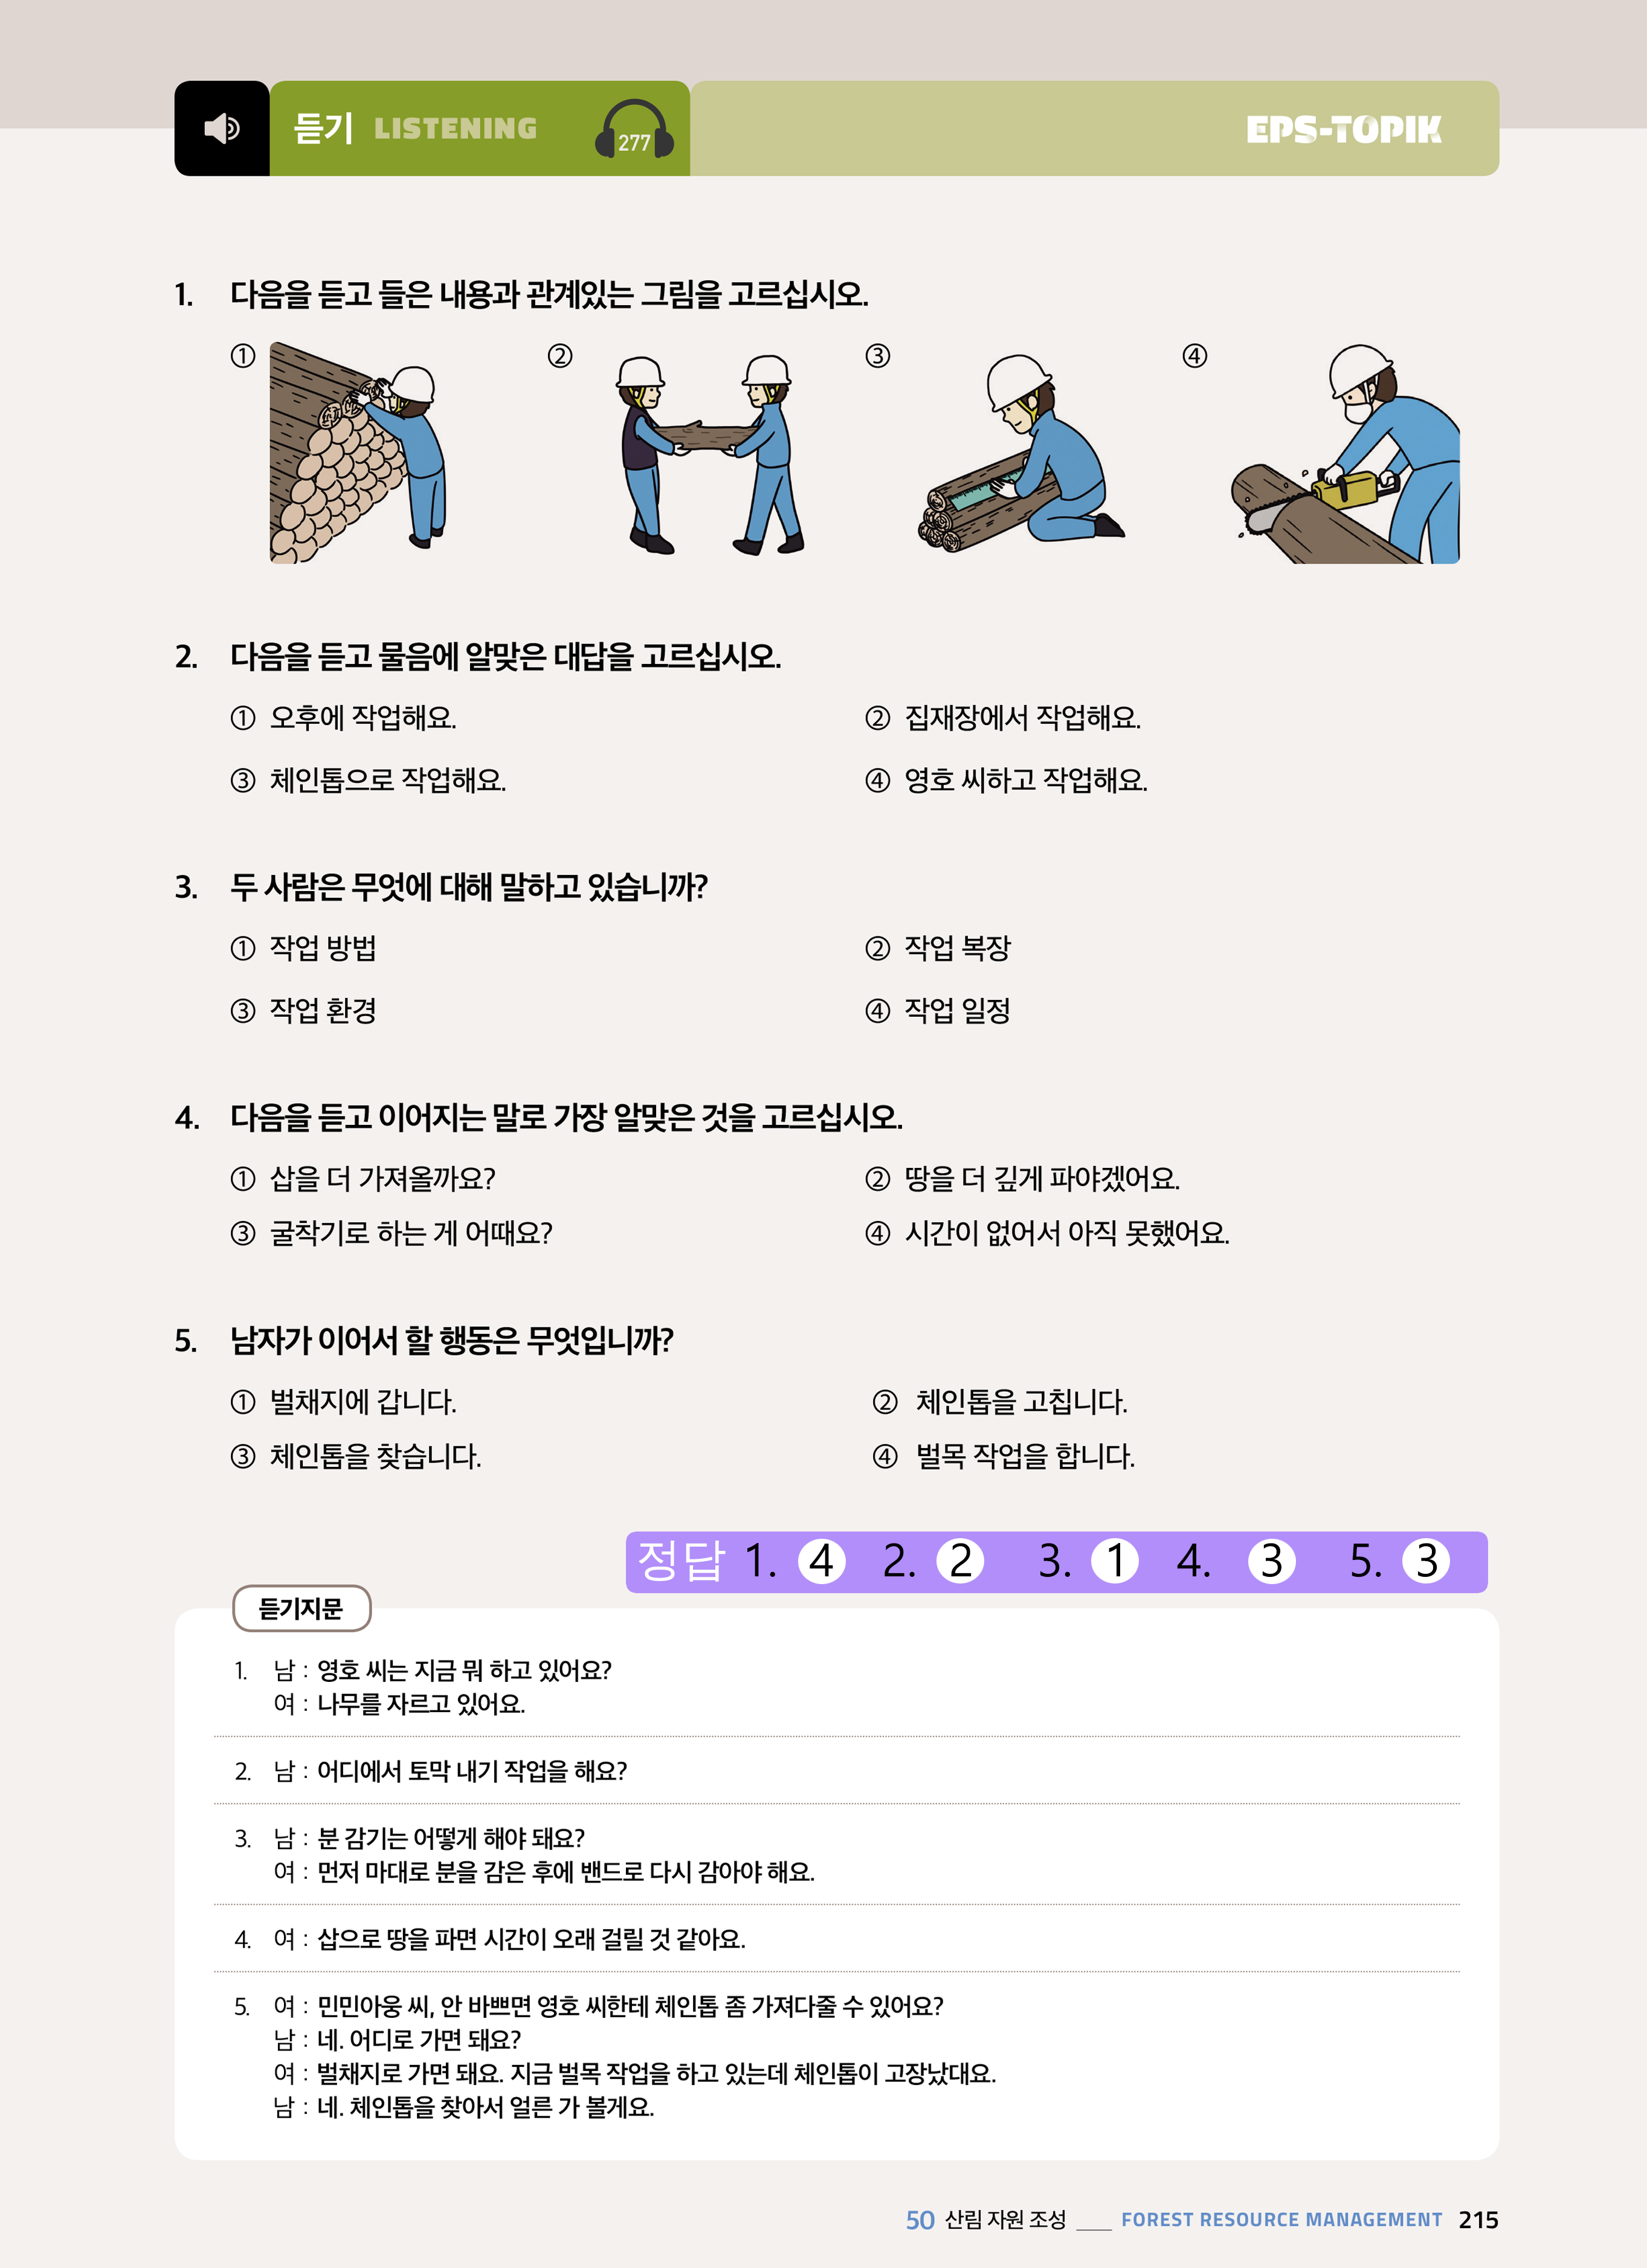 듣기 LISTENING 277 EPS-TOPIK
1. 다음을 듣고 들은 내용과 관계있는 그림을 고르십시오.
① ② ③ ④
2. 다음을 듣고 물음에 알맞은 대답을 고르십시오.
① 오후에 작업해요. ② 집재장에서 작업해요.
③ 체인톱으로 작업해요. ④ 영호 씨하고 작업해요.
3. 두 사람은 무엇에 대해 말하고 있습니까?
① 작업 방법 ② 작업 복장
③ 작업 환경 ④ 작업 일정
4. 다음을 듣고 이어지는 말로 가장 알맞은 것을 고르십시오.
① 삽을 더 가져올까요? ② 땅을 더 깊게 파야겠어요.
③ 굴착기로 하는 게 어때요? ④ 시간이 없어서 아직 못했어요.
5. 남자가 이어서 할 행동은 무엇입니까?
① 벌채지에 갑니다. ② 체인톱을 고칩니다.
③ 체인톱을 찾습니다. ④ 벌목 작업을 합니다.
정답 1. 4 2. 2 3. 1 4. 3 5. 3
듣기지문
1. 남 : 영호 씨는 지금 뭐 하고 있어요?
여 : 나무를 자르고 있어요.
2. 남 : 어디에서 토막 내기 작업을 해요?
3. 남 : 분 감기는 어떻게 해야 돼요?
여 : 먼저 마대로 분을 감은 후에 밴드로 다시 감아야 해요.
4. 여 : 삽으로 땅을 파면 시간이 오래 걸릴 것 같아요.
5. 여 : 민민아웅 씨, 안 바쁘면 영호 씨한테 체인톱 좀 가져다줄 수 있어요?
남 : 네. 어디로 가면 돼요?
여 : 벌채지로 가면 돼요. 지금 벌목 작업을 하고 있는데 체인톱이 고장났대요.
남 : 네. 체인톱을 찾아서 얼른 가 볼게요.
50 산림 자원 조성 ___ FOREST RESOURCE MANAGEMENT 215